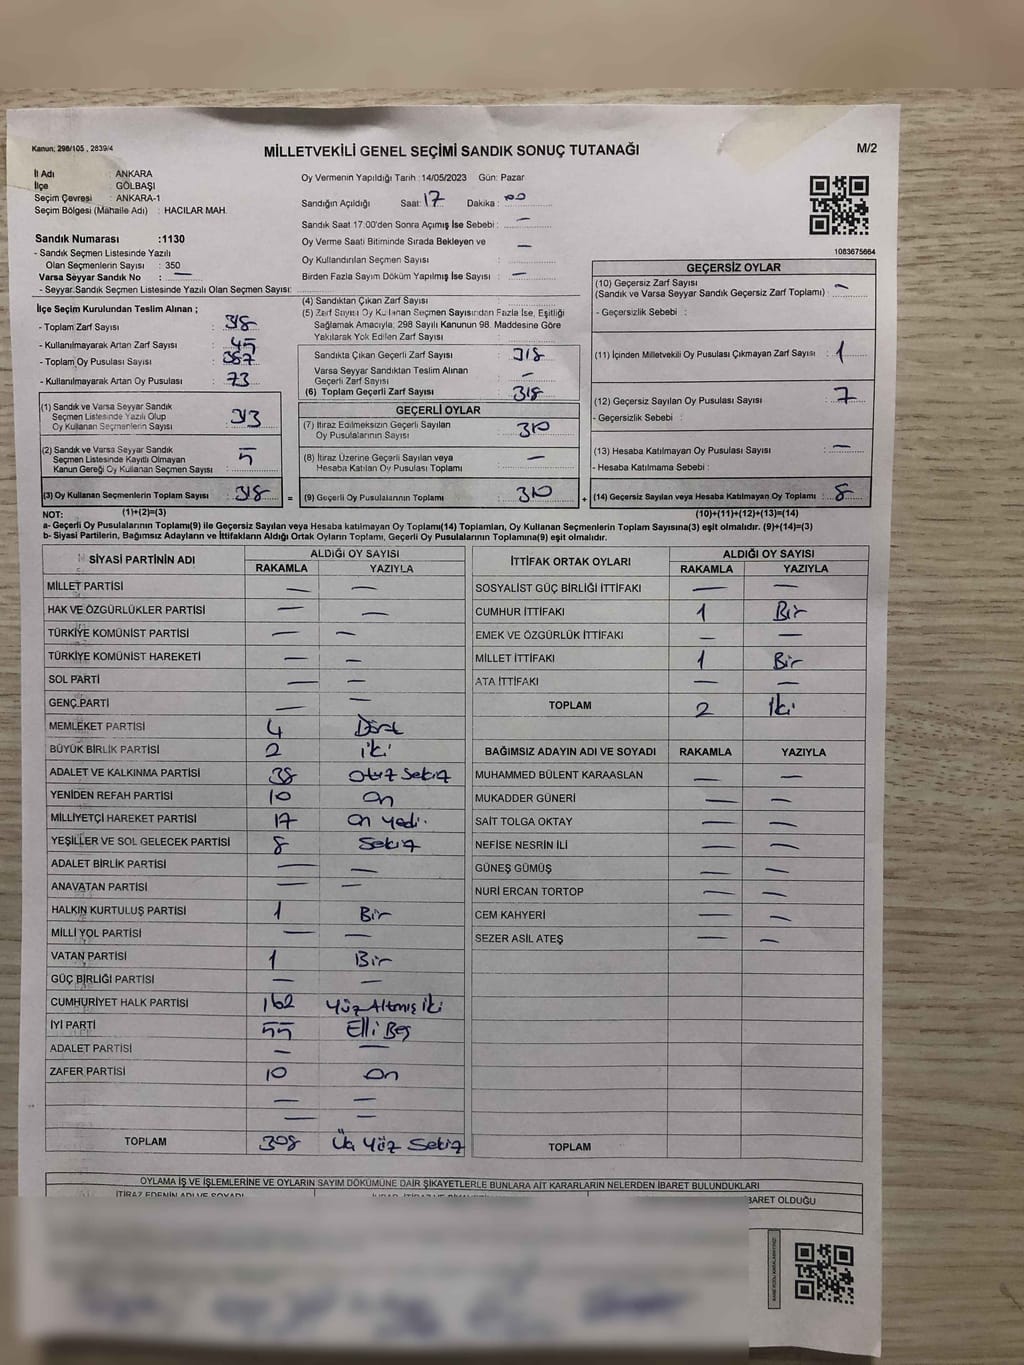 Kanun: 298/105 , 2839/4
MİLLETVEKİLİ GENEL SEÇİMİ SANDIK SONUÇ TUTANAĞI
M/2
İl Adı : ANKARA
İlçe : GÖLBAŞI
Seçim Çevresi : ANKARA-1
Seçim Bölgesi (Mahalle Adı) : HACILAR MAH.
Sandık Numarası :1130
- Sandık Seçmen Listesinde Yazılı
Olan Seçmenlerin Sayısı : 350
Varsa Seyyar Sandık No : —
- Seyyar Sandık Seçmen Listesinde Yazılı Olan Seçmen Sayısı:
Oy Vermenin Yapıldığı Tarih : 14/05/2023 Gün: Pazar
Sandığın Açıldığı Saat: 17 Dakika : 00
Sandık Saat 17:00'den Sonra Açımış İse Sebebi : —
Oy Verme Saati Bitiminde Sırada Bekleyen ve —
Oy Kullandırılan Seçmen Sayısı :
Birden Fazla Sayım Döküm Yapılmış İse Sayısı : —
1083675664
İlçe Seçim Kurulundan Teslim Alınan ;
- Toplam Zarf Sayısı :
- Kullanılmayarak Artan Zarf Sayısı : 45
- Toplam Oy Pusulası Sayısı : 387
- Kullanılmayarak Artan Oy Pusulası : 73
(1) Sandık ve Varsa Seyyar Sandık
Seçmen Listesinde Yazılı Olup
Oy Kullanan Seçmenlerin Sayısı : 313
(2) Sandık ve Varsa Seyyar Sandık
Seçmen Listesinde Kayıtlı Olmayan
Kanun Gereği Oy Kullanan Seçmen Sayısı : 5
(3) Oy Kullanan Seçmenlerin Toplam Sayısı : 318
(4) Sandıktan Çıkan Zarf Sayısı :
(5) Zarf Sayısı Oy Kullanan Seçmen Sayısından Fazla İse, Eşitliği
Sağlamak Amacıyla, 298 Sayılı Kanunun 98. Maddesine Göre
Yakılarak Yok Edilen Zarf Sayısı :
Sandıkta Çıkan Geçerli Zarf Sayısı : 318
Varsa Seyyar Sandıktan Teslim Alınan
Geçerli Zarf Sayısı : —
(6) Toplam Geçerli Zarf Sayısı : 318
GEÇERLİ OYLAR
(7) İtiraz Edilmeksizin Geçerli Sayılan
Oy Pusulalarının Sayısı : 310
(8) İtiraz Üzerine Geçerli Sayılan veya
Hesaba Katılan Oy Pusulası Toplamı : —
= (9) Geçerli Oy Pusulalarının Toplamı : 310
GEÇERSİZ OYLAR
(10) Geçersiz Zarf Sayısı
(Sandık ve Varsa Seyyar Sandık Geçersiz Zarf Toplamı) : —
- Geçersizlik Sebebi :
(11) İçinden Milletvekili Oy Pusulası Çıkmayan Zarf Sayısı : 1
(12) Geçersiz Sayılan Oy Pusulası Sayısı : 7
- Geçersizlik Sebebi :
(13) Hesaba Katılmayan Oy Pusulası Sayısı : —
- Hesaba Katılmama Sebebi :
+ (14) Geçersiz Sayılan veya Hesaba Katılmayan Oy Toplamı : 8
NOT: (1)+(2)=(3)
(10)+(11)+(12)+(13)=(14)
a- Geçerli Oy Pusulalarının Toplamı(9) ile Geçersiz Sayılan veya Hesaba katılmayan Oy Toplamı(14) Toplamları, Oy Kullanan Seçmenlerin Toplam Sayısına(3) eşit olmalıdır. (9)+(14)=(3)
b- Siyasi Partilerin, Bağımsız Adayların ve İttifakların Aldığı Ortak Oyların Toplamı, Geçerli Oy Pusulalarının Toplamına(9) eşit olmalıdır.
SİYASİ PARTİNİN ADI ALDIĞI OY SAYISI
RAKAMLA YAZIYLA
MİLLET PARTİSİ — —
HAK VE ÖZGÜRLÜKLER PARTİSİ — —
TÜRKİYE KOMÜNİST PARTİSİ — —
TÜRKİYE KOMÜNİST HAREKETİ — —
SOL PARTİ — —
GENÇ PARTİ — —
MEMLEKET PARTİSİ 4 Dört
BÜYÜK BİRLİK PARTİSİ 2 iki
ADALET VE KALKINMA PARTİSİ 38 Otuz Sekiz
YENİDEN REFAH PARTİSİ 10 On
MİLLİYETÇİ HAREKET PARTİSİ 17 On yedi.
YEŞİLLER VE SOL GELECEK PARTİSİ 8 Sekiz
ADALET BİRLİK PARTİSİ — —
ANAVATAN PARTİSİ — —
HALKIN KURTULUŞ PARTİSİ 1 Bir
MİLLİ YOL PARTİSİ — —
VATAN PARTİSİ 1 Bir
GÜÇ BİRLİĞİ PARTİSİ — —
CUMHURİYET HALK PARTİSİ 162 Yüz Altmış iki
İYİ PARTİ 55 Elli Beş
ADALET PARTİSİ — —
ZAFER PARTİSİ 10 On
— —
— —
TOPLAM 308 Üç Yüz Sekiz
İTTİFAK ORTAK OYLARI ALDIĞI OY SAYISI
RAKAMLA YAZIYLA
SOSYALİST GÜÇ BİRLİĞİ İTTİFAKI — —
CUMHUR İTTİFAKI 1 Bir
EMEK VE ÖZGÜRLÜK İTTİFAKI — —
MİLLET İTTİFAKI 1 Bir
ATA İTTİFAKI — —
TOPLAM 2 İki
BAĞIMSIZ ADAYIN ADI VE SOYADI RAKAMLA YAZIYLA
MUHAMMED BÜLENT KARAASLAN — —
MUKADDER GÜNERİ — —
SAİT TOLGA OKTAY — —
NEFİSE NESRİN İLİ — —
GÜNEŞ GÜMÜŞ — —
NURİ ERCAN TORTOP — —
CEM KAHYERİ — —
SEZER ASİL ATEŞ — —
TOPLAM
OYLAMA İŞ VE İŞLEMLERİNE VE OYLARIN SAYIM DÖKÜMÜNE DAİR ŞİKAYETLERLE BUNLARA AİT KARARLARIN NELERDEN İBARET BULUNDUKLARI
İTİRAZ EDENİN ADI VE SOYADI
İBARET OLDUĞU